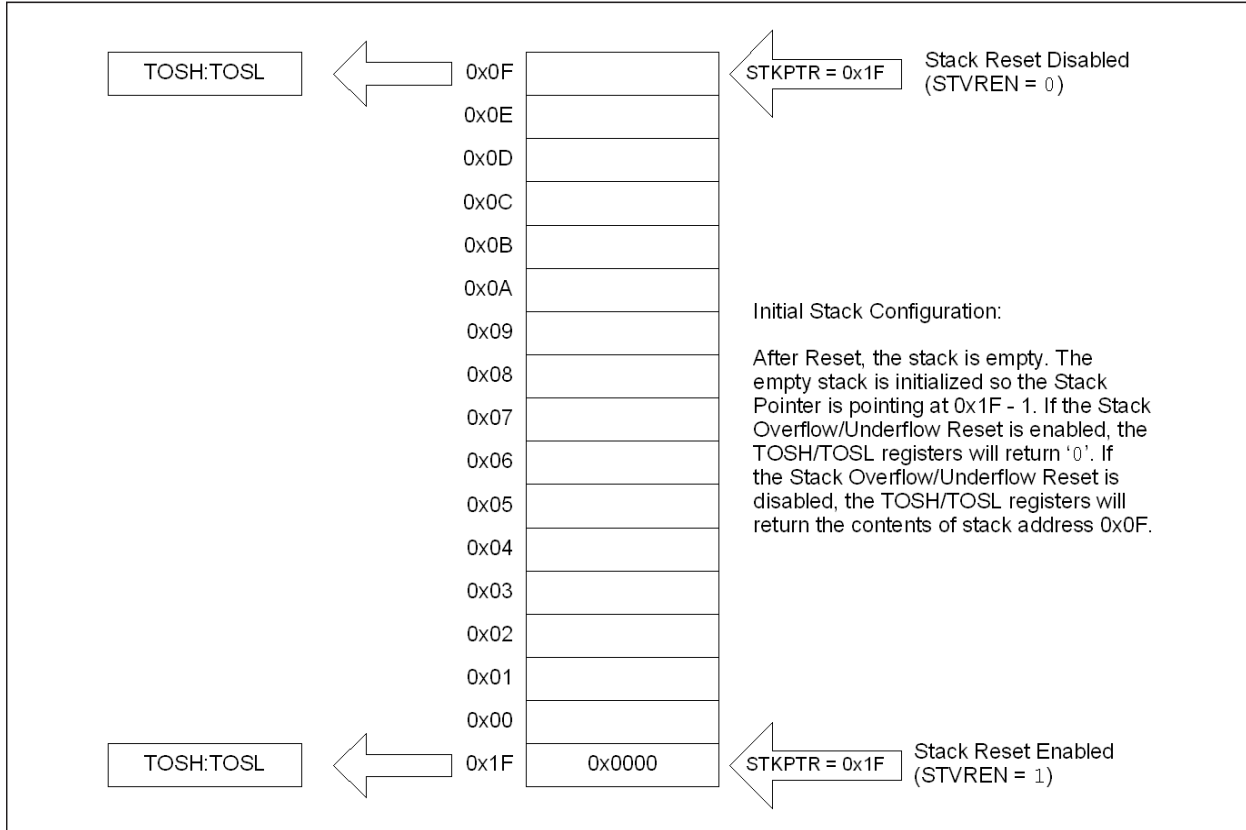 TOSH:TOSL
0x0F
STKPTR = 0x1F
Stack Reset Disabled
(STVREN = 0)
0x0E
0x0D
0x0C
0x0B
0x0A
0x09
0x08
0x07
0x06
0x05
0x04
0x03
0x02
0x01
0x00
Initial Stack Configuration:
After Reset, the stack is empty. The
empty stack is initialized so the Stack
Pointer is pointing at 0x1F - 1. If the Stack
Overflow/Underflow Reset is enabled, the
TOSH/TOSL registers will return ‘0’. If
the Stack Overflow/Underflow Reset is
disabled, the TOSH/TOSL registers will
return the contents of stack address 0x0F.
TOSH:TOSL
0x1F
0x0000
STKPTR = 0x1F
Stack Reset Enabled
(STVREN = 1)